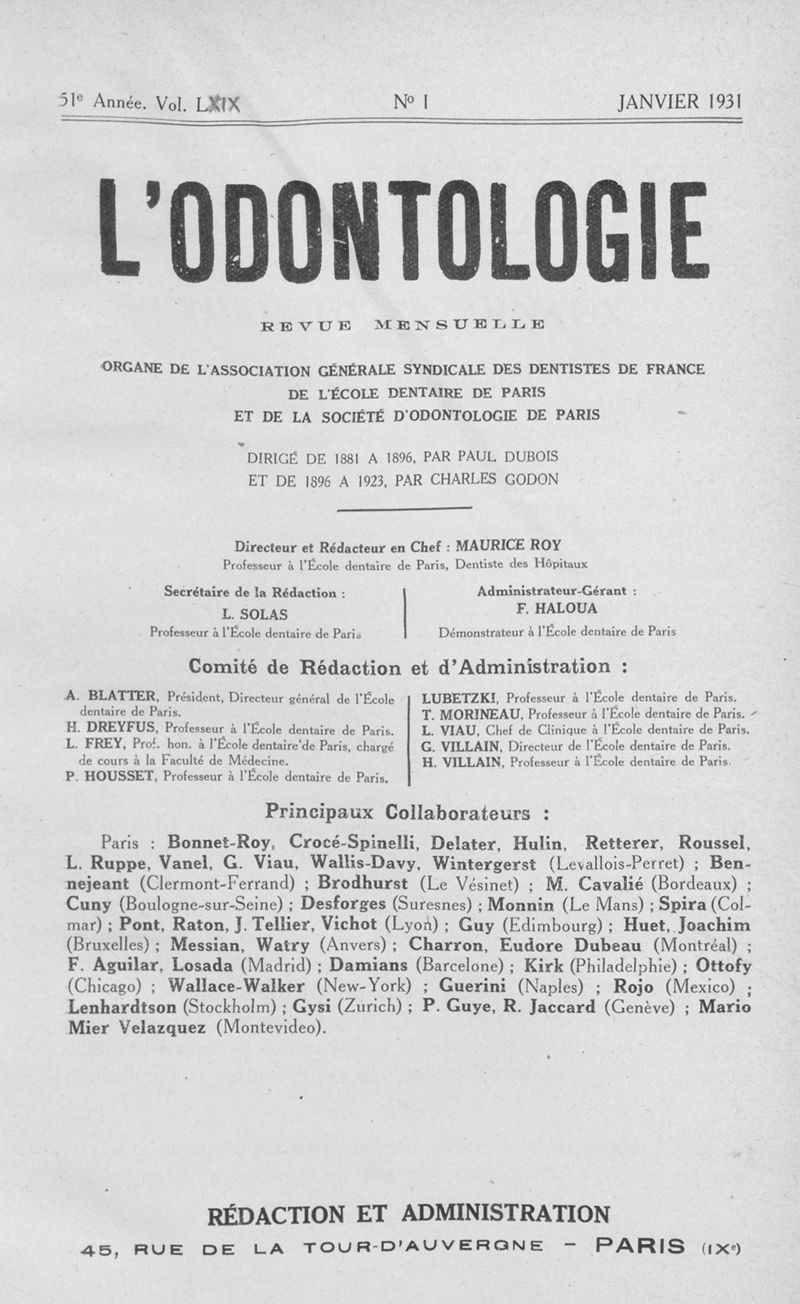 51e Année. Vol. LXIX
No 1
JANVIER 1931
L'ODONTOLOGIE
REVUE MENSUELLE
ORGANE DE L'ASSOCIATION GÉNÉRALE SYNDICALE DES DENTISTES DE FRANCE
DE L'ÉCOLE DENTAIRE DE PARIS
ET DE LA SOCIÉTÉ D'ODONTOLOGIE DE PARIS
DIRIGÉ DE 1881 A 1896, PAR PAUL DUBOIS
ET DE 1896 A 1923, PAR CHARLES GODON
Directeur et Rédacteur en Chef : MAURICE ROY
Professeur à l'École dentaire de Paris, Dentiste des Hôpitaux
Secrétaire de la Rédaction :
L. SOLAS
Professeur à l'École dentaire de Paris
Administrateur-Gérant :
F. HALOUA
Démonstrateur à l'École dentaire de Paris
Comité de Rédaction et d'Administration :
A. BLATTER, Président, Directeur général de l'École
dentaire de Paris.
H. DREYFUS, Professeur à l'École dentaire de Paris.
L. FREY, Prof. hon. à l'École dentaire de Paris, chargé
de cours à la Faculté de Médecine.
P. HOUSSET, Professeur à l'École dentaire de Paris.
LUBETZKI, Professeur à l'École dentaire de Paris.
T. MORINEAU, Professeur à l'École dentaire de Paris.
L. VIAU, Chef de Clinique à l'École dentaire de Paris.
G. VILLAIN, Directeur de l'École dentaire de Paris.
H. VILLAIN, Professeur à l'École dentaire de Paris.
Principaux Collaborateurs :
Paris : Bonnet-Roy, Crocé-Spinelli, Delater, Hulin, Retterer, Roussel,
L. Ruppe, Vanel, G. Viau, Wallis-Davy, Wintergerst (Levallois-Perret) ; Ben-
nejeant (Clermont-Ferrand) ; Brodhurst (Le Vésinet) ; M. Cavalié (Bordeaux) ;
Cuny (Boulogne-sur-Seine) ; Desforges (Suresnes) ; Monnin (Le Mans) ; Spira (Col-
mar) ; Pont, Raton, J. Tellier, Vichot (Lyon) ; Guy (Edimbourg) ; Huet, Joachim
(Bruxelles) ; Messian, Watry (Anvers) ; Charron, Eudore Dubeau (Montréal) ;
F. Aguilar, Losada (Madrid) ; Damians (Barcelone) ; Kirk (Philadelphie) ; Ottofy
(Chicago) ; Wallace-Walker (New-York) ; Guerini (Naples) ; Rojo (Mexico) ;
Lenhardtson (Stockholm) ; Gysi (Zurich) ; P. Guye, R. Jaccard (Genève) ; Mario
Mier Velazquez (Montevideo).
RÉDACTION ET ADMINISTRATION
45, RUE DE LA TOUR-D'AUVERGNE - PARIS (IXe)